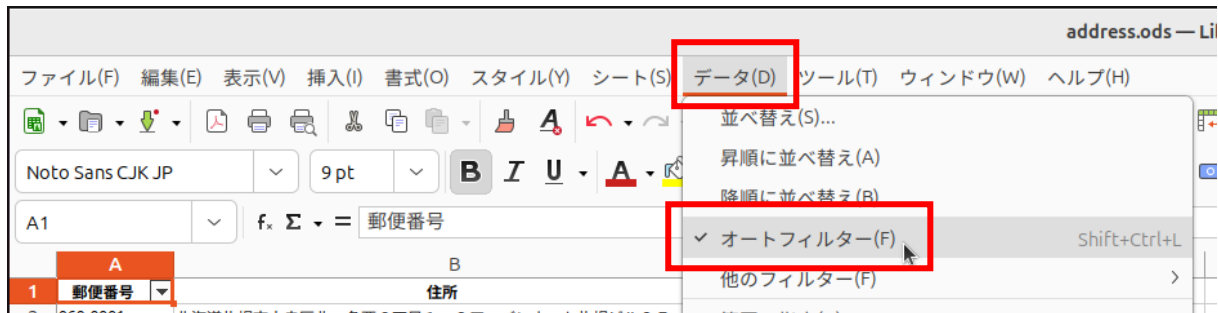 address.ods — Li
ファイル(F) 編集(E) 表示(V) 挿入(I) 書式(O) スタイル(Y) シート(S) データ(D) ツール(T) ウィンドウ(W) ヘルプ(H)
並べ替え(S)...
昇順に並べ替え(A)
Noto Sans CJK JP 9 pt B I U A
降順に並べ替え(B)
A1 fx Σ = 郵便番号
✓ オートフィルター(F) Shift+Ctrl+L
他のフィルター(F)
A B
1 郵便番号 住所